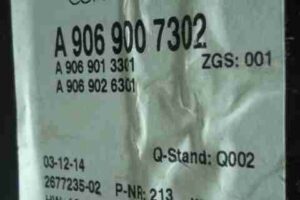 A 906 900 7302
A 906 901 3301 ZGS: 001
A 906 902 6301
03-12-14 Q-Stand: Q002
2677235-02 P-NR: 213